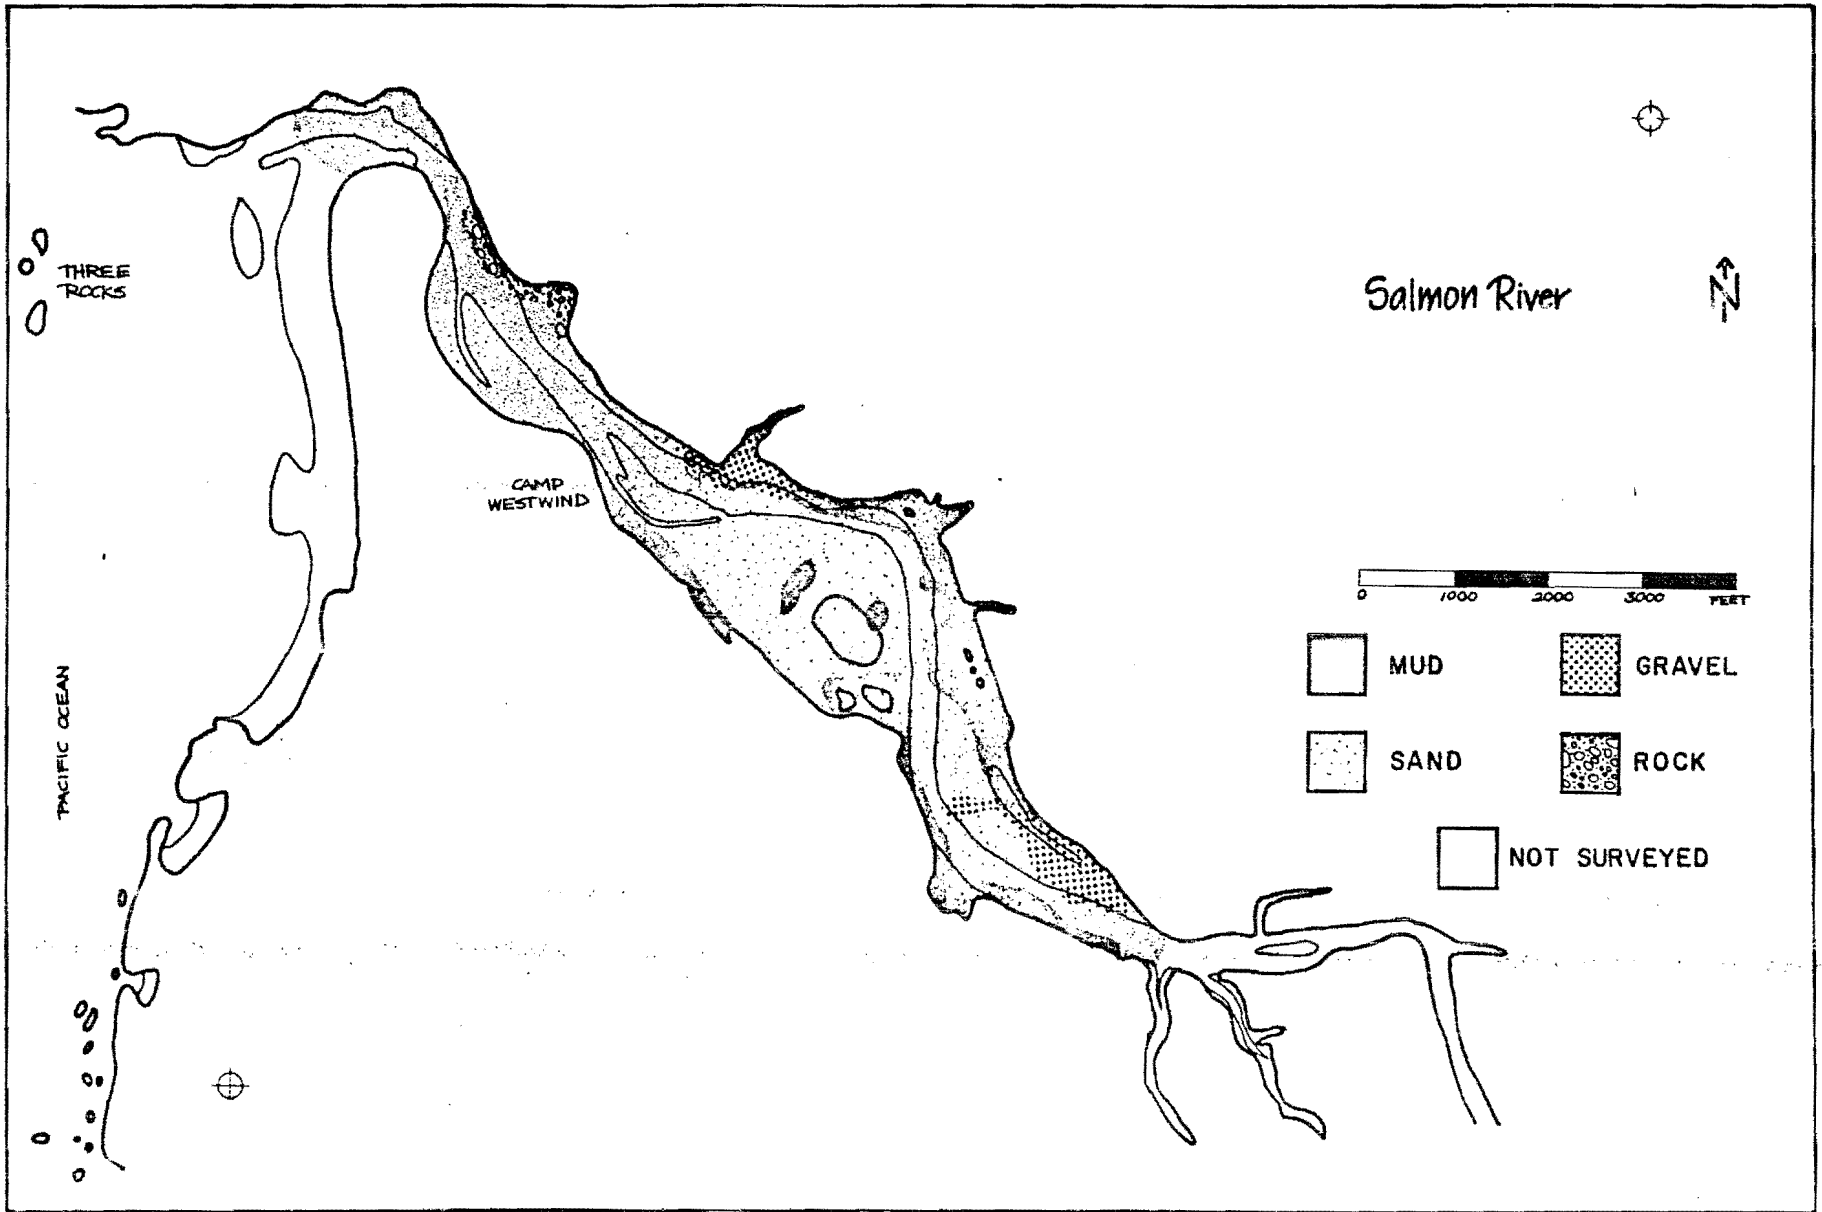 THREE
ROCKS
Salmon River
N
CAMP
WESTWIND
0 1000 2000 3000 FEET
MUD
GRAVEL
PACIFIC OCEAN
SAND
ROCK
NOT SURVEYED